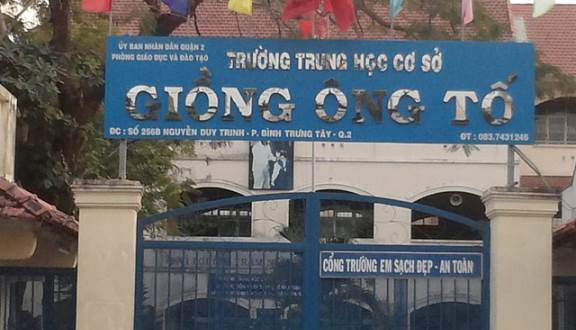 ỦY BAN NHÂN DÂN QUẬN 2
PHÒNG GIÁO DỤC VÀ ĐÀO TẠO
TRƯỜNG TRUNG HỌC CƠ SỞ
GIỒNG ÔNG TỐ
ĐC : SỐ 256B NGUYỄN DUY TRINH - P. BÌNH TRƯNG TÂY - Q.2
ĐT : 083.7431246
CỔNG TRƯỜNG EM SẠCH ĐẸP - AN TOÀN